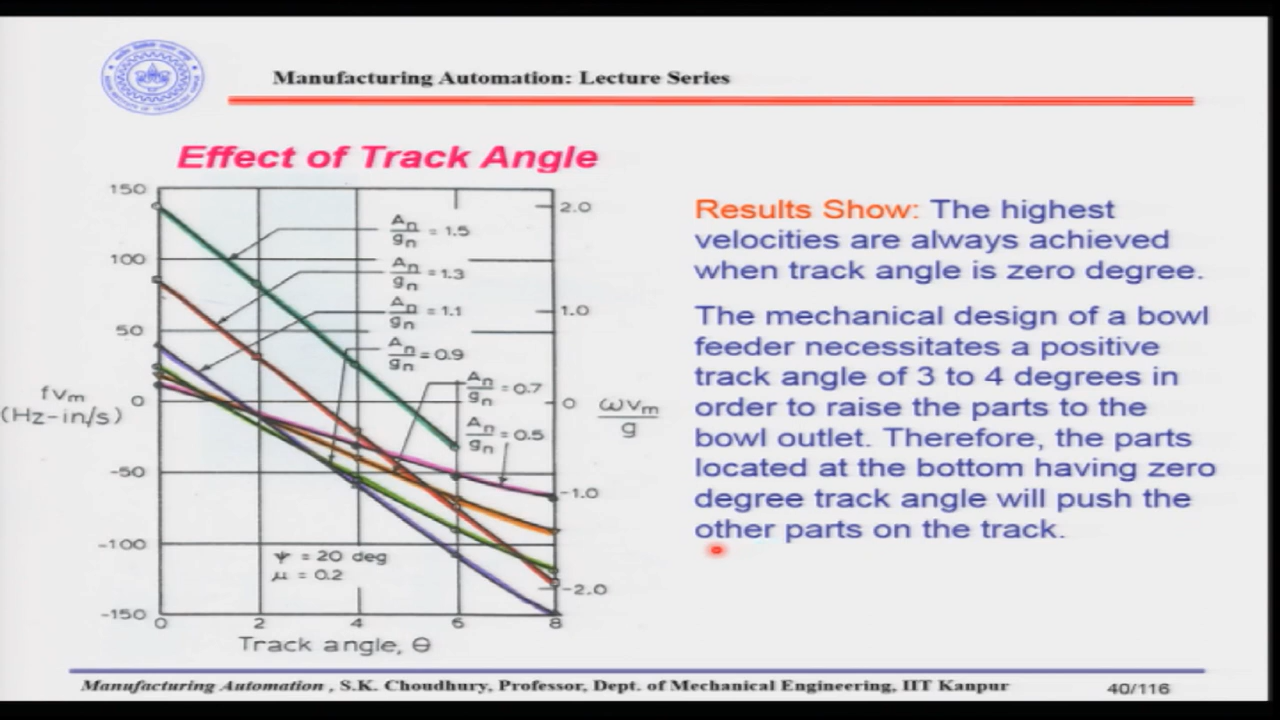 Manufacturing Automation: Lecture Series
Effect of Track Angle
150
100
50
0
-50
-100
-150
fvm
(Hz-in/s)
An/gn = 1.5
An/gn = 1.3
An/gn = 1.1
An/gn = 0.9
An/gn = 0.7
An/gn = 0.5
ψ = 20 deg
μ = 0.2
2.0
1.0
0
-1.0
-2.0
ωvm/g
0 2 4 6 8
Track angle, θ
Results Show: The highest
velocities are always achieved
when track angle is zero degree.
The mechanical design of a bowl
feeder necessitates a positive
track angle of 3 to 4 degrees in
order to raise the parts to the
bowl outlet. Therefore, the parts
located at the bottom having zero
degree track angle will push the
other parts on the track.
Manufacturing Automation , S.K. Choudhury, Professor, Dept. of Mechanical Engineering, IIT Kanpur
40/116